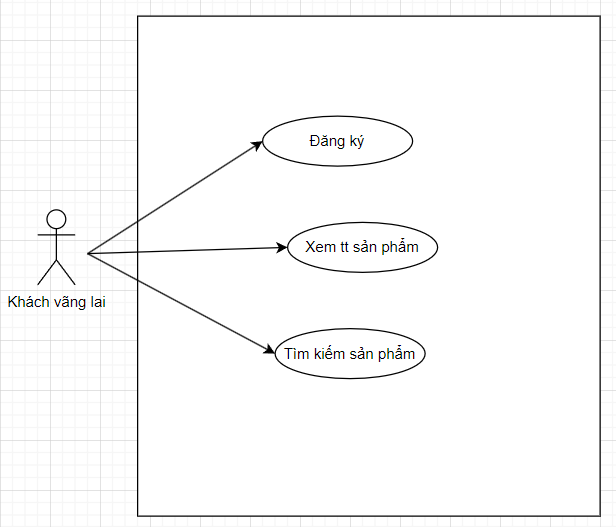 Đăng ký
Xem tt sản phẩm
Khách vãng lai
Tìm kiếm sản phẩm